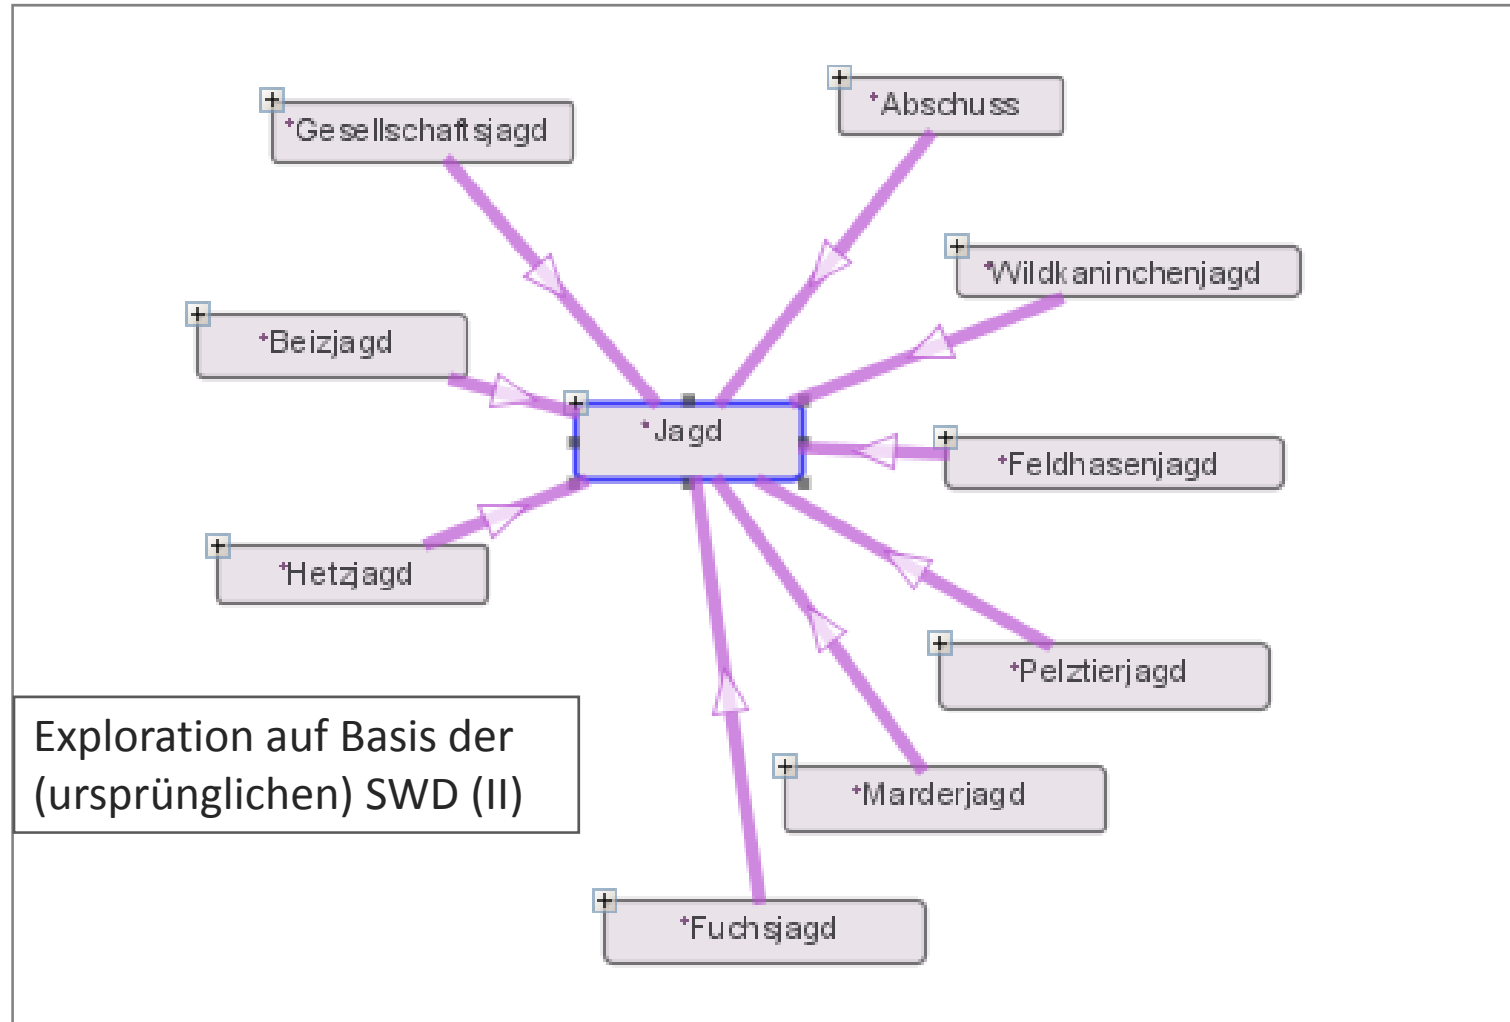 *Abschuss
*Gesellschaftsjagd
*Wildkaninchenjagd
*Beizjagd
*Jagd
*Feldhasenjagd
*Hetzjagd
*Pelztierjagd
Exploration auf Basis der
(ursprünglichen) SWD (II)
*Marderjagd
*Fuchsjagd